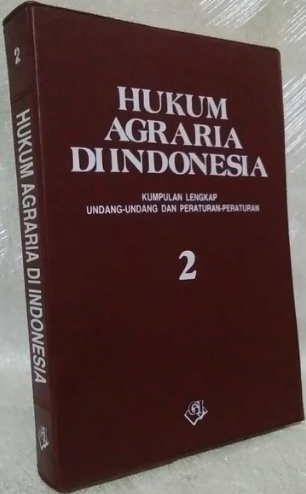 2
HUKUM AGRARIA DI INDONESIA
HUKUM
AGRARIA
DI INDONESIA
KUMPULAN LENGKAP
UNDANG-UNDANG DAN PERATURAN-PERATURAN
2